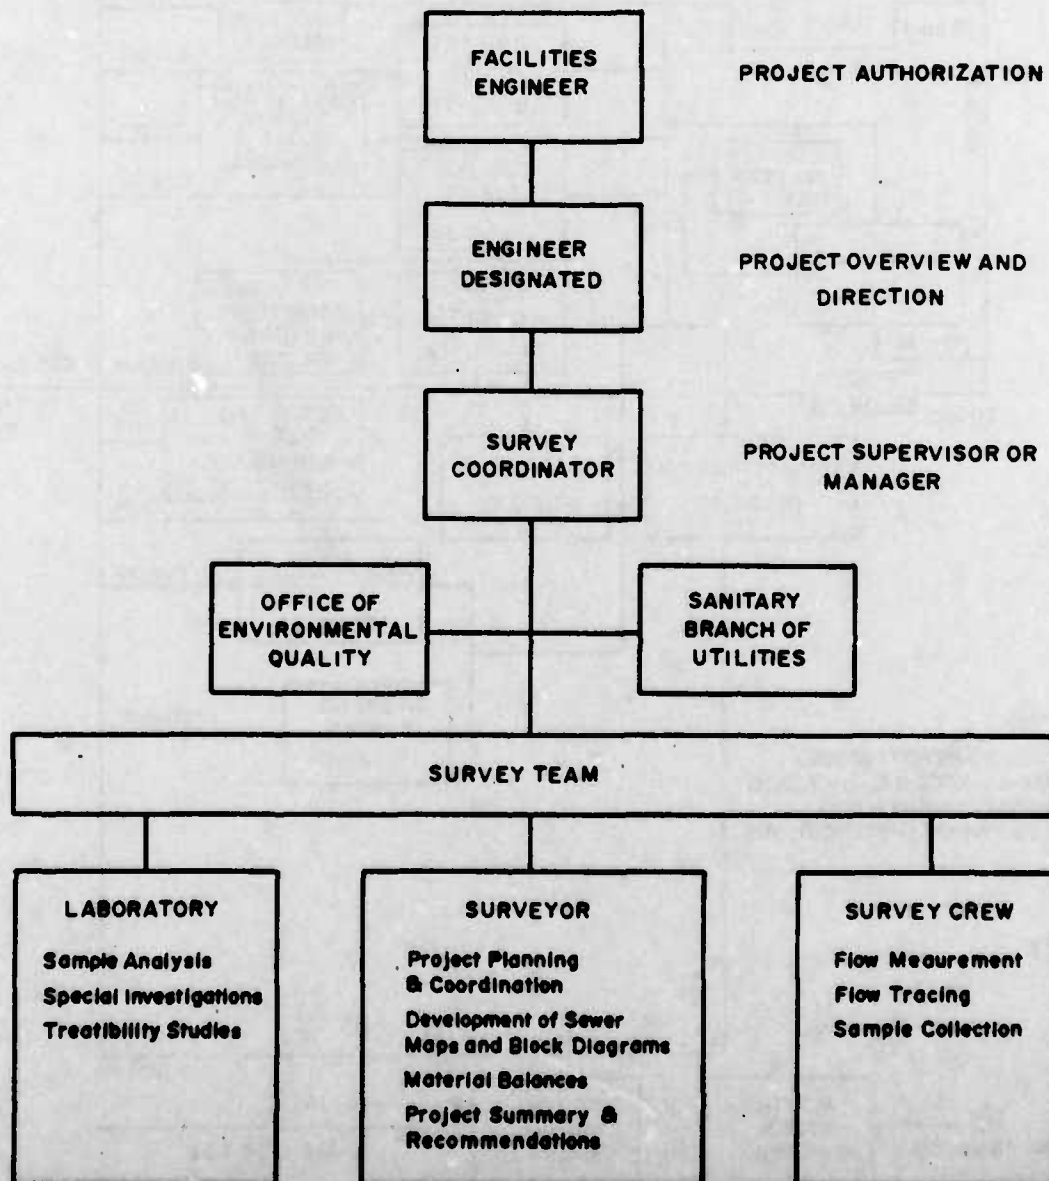 FACILITIES
ENGINEER
PROJECT AUTHORIZATION
ENGINEER
DESIGNATED
PROJECT OVERVIEW AND
DIRECTION
SURVEY
COORDINATOR
PROJECT SUPERVISOR OR
MANAGER
OFFICE OF
ENVIRONMENTAL
QUALITY
SANITARY
BRANCH OF
UTILITIES
SURVEY TEAM
LABORATORY
Sample Analysis
Special Investigations
Treatibility Studies
SURVEYOR
Project Planning
& Coordination
Development of Sewer
Maps and Block Diagrams
Material Balances
Project Summary &
Recommendations
SURVEY CREW
Flow Meaurement
Flow Tracing
Sample Collection